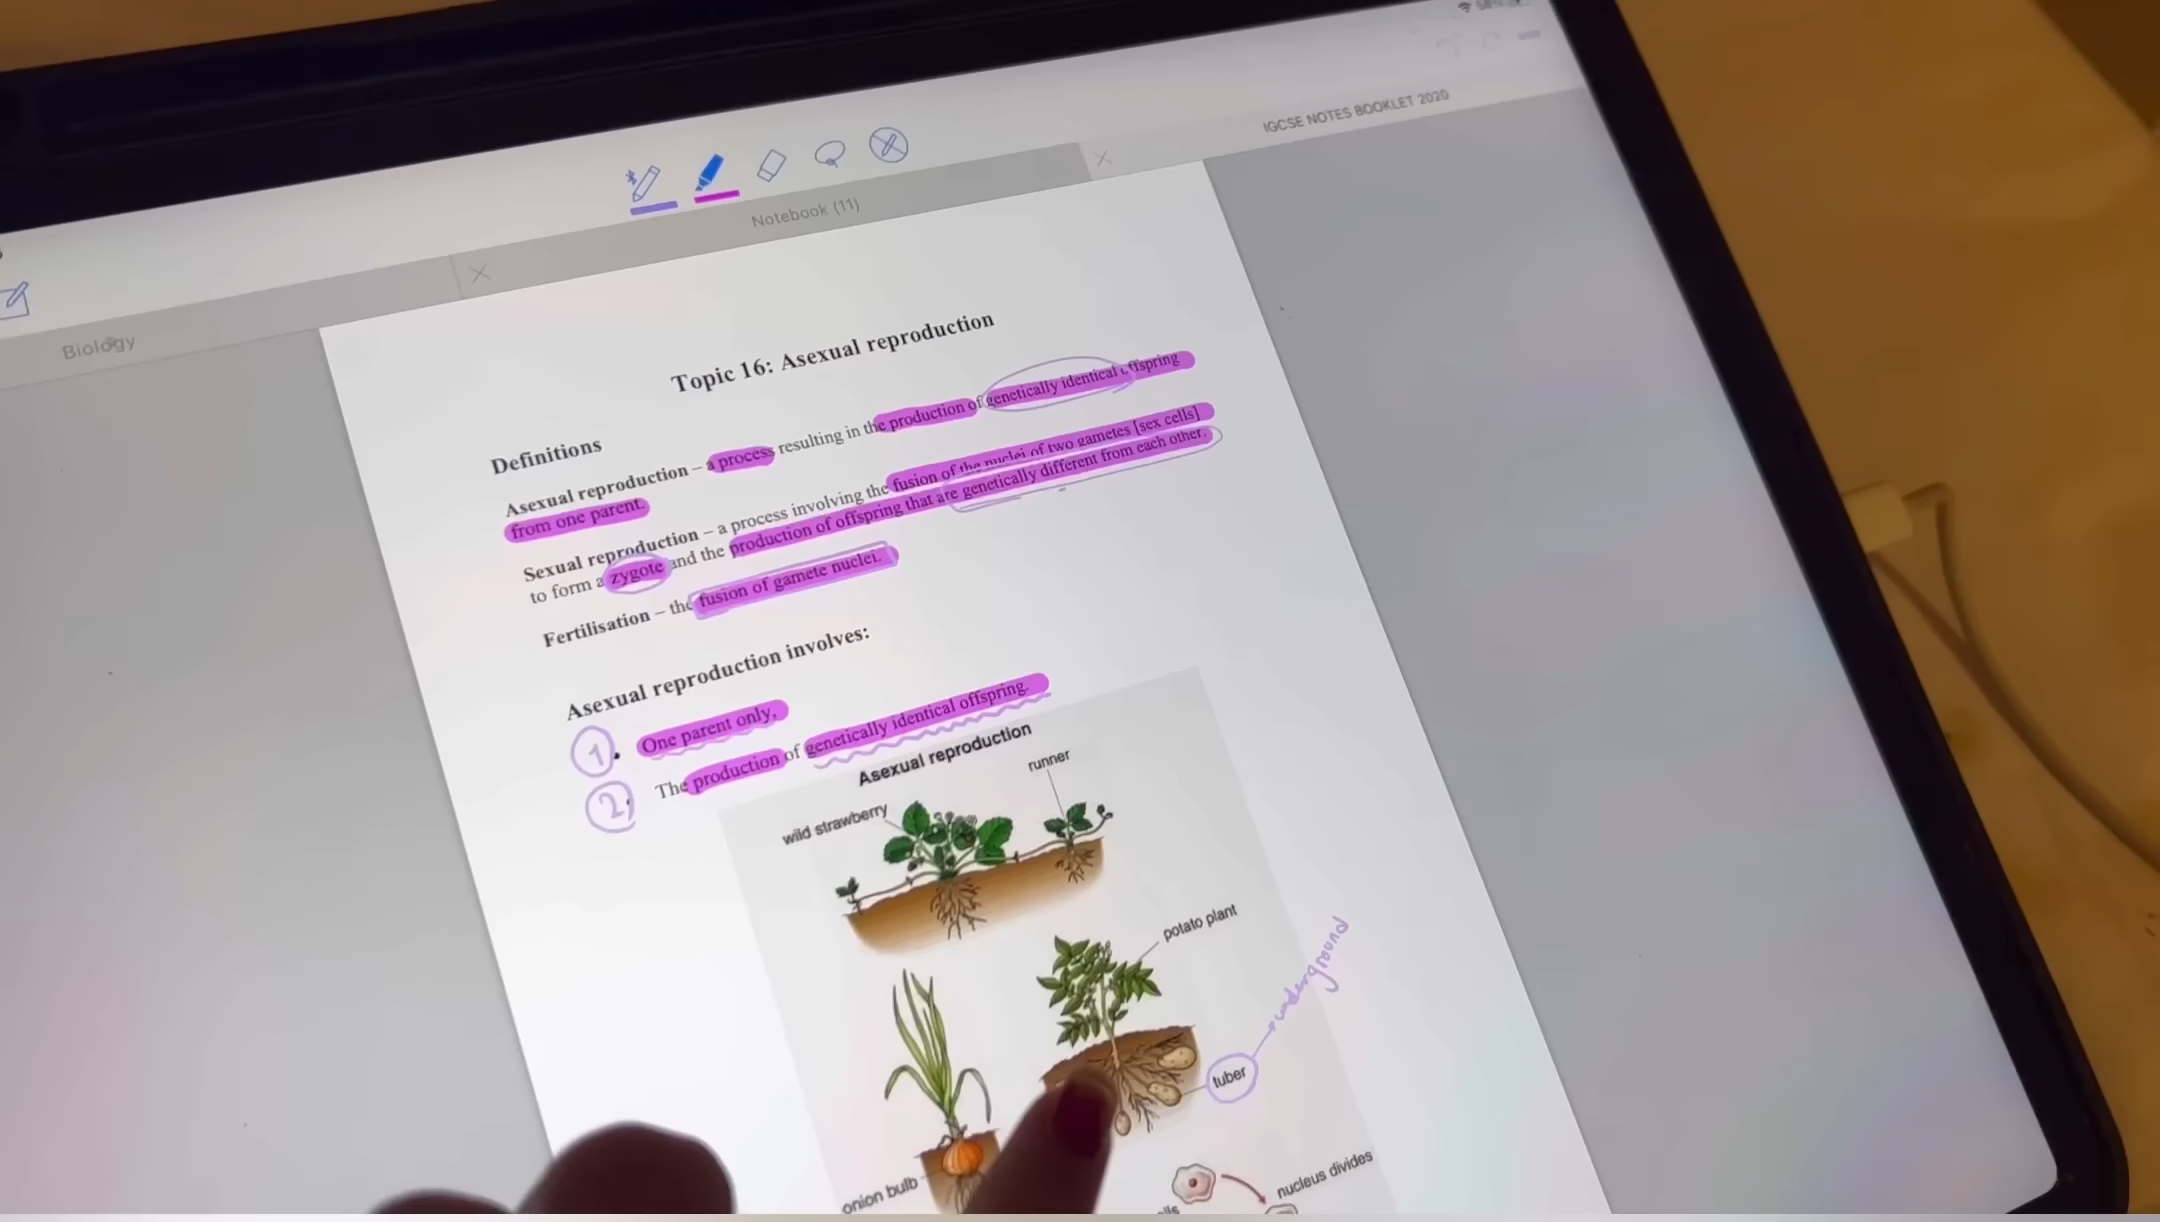 58%
IGCSE NOTES BOOKLET 2020
Notebook (11)
Biology
Topic 16: Asexual reproduction
Definitions
Asexual reproduction – a process resulting in the production of genetically identical offspring
from one parent.
Sexual reproduction – a process involving the fusion of the nuclei of two gametes [sex cells]
to form a zygote and the production of offspring that are genetically different from each other.
Fertilisation – the fusion of gamete nuclei.
Asexual reproduction involves:
1. One parent only,
2. The production of genetically identical offspring.
Asexual reproduction
runner
wild strawberry
potato plant
underground
tuber
onion bulb
nucleus divides